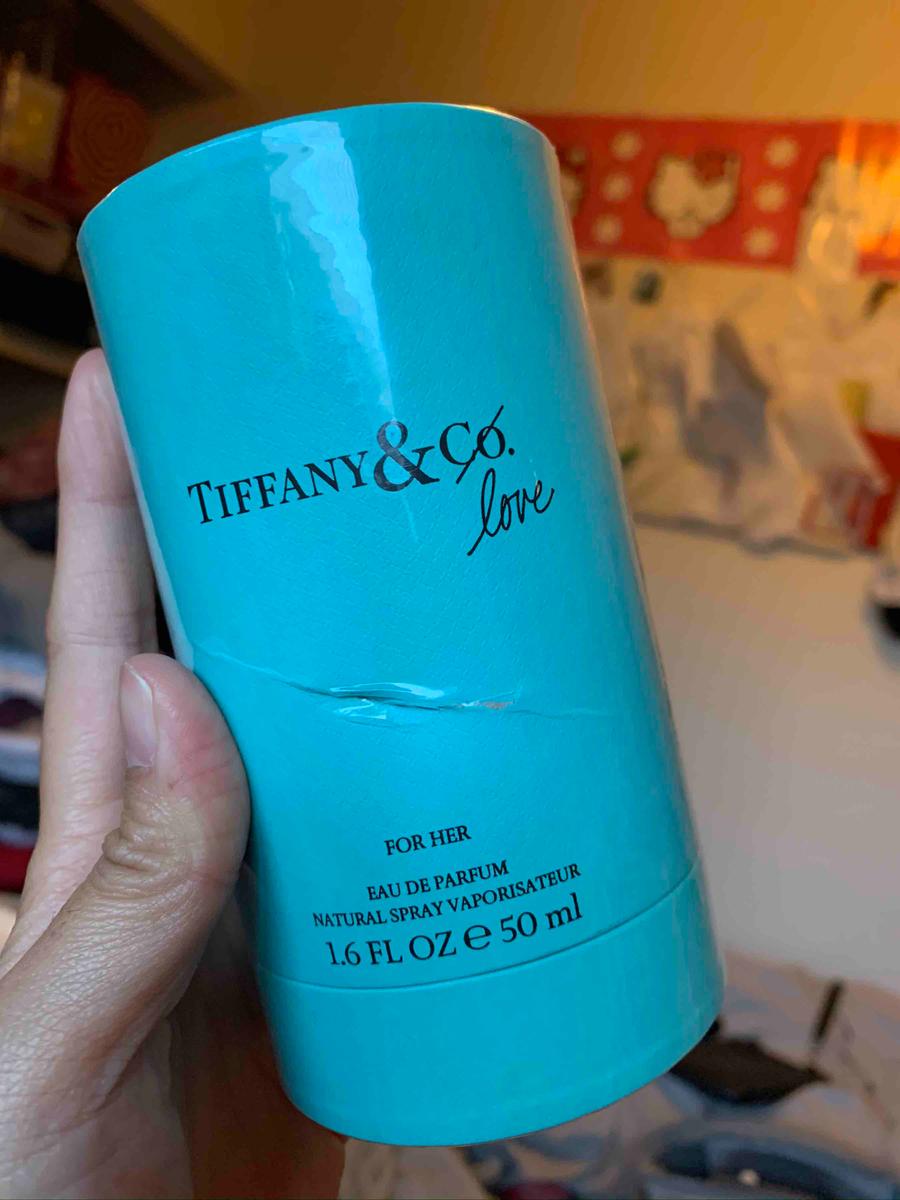 TIFFANY & Co.
love
FOR HER
EAU DE PARFUM
NATURAL SPRAY VAPORISATEUR
1.6 FL OZ ℮ 50 ml